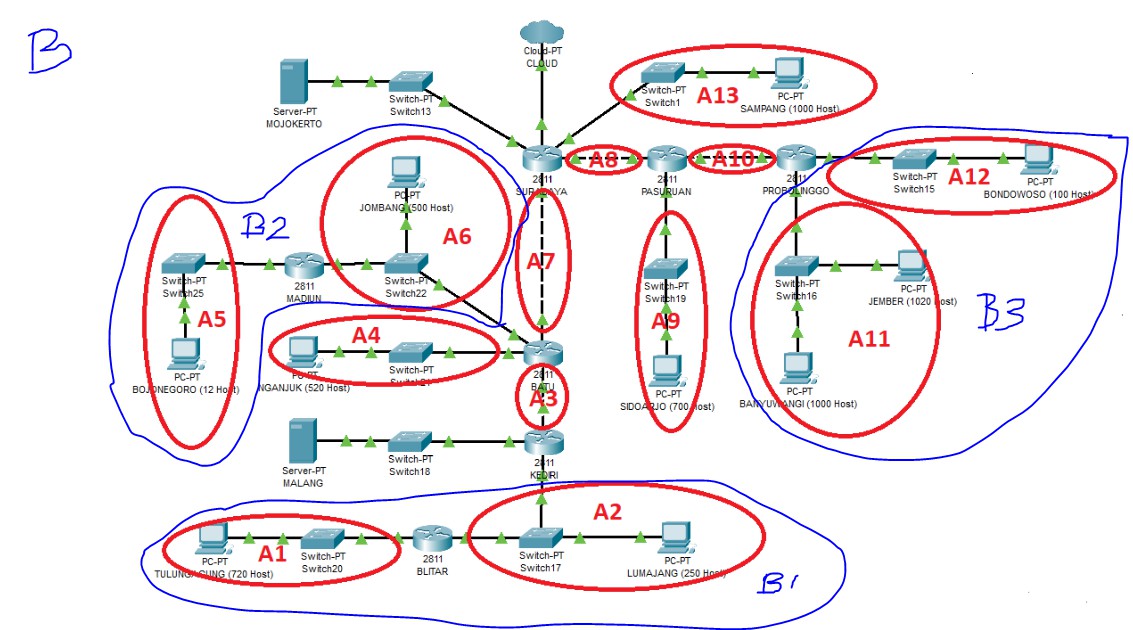 B
Cloud-PT
CLOUD
Server-PT
MOJOKERTO
Switch-PT
Switch13
Switch-PT
Switch1
A13
PC-PT
SAMPANG (1000 Host)
2811
SURABAYA
A8
2811
PASURUAN
A10
2811
PROBOLINGGO
Switch-PT
Switch15
A12
PC-PT
BONDOWOSO (100 Host)
PC-PT
JOMBANG (500 Host)
A6
B2
Switch-PT
Switch25
2811
MADIUN
Switch-PT
Switch22
A7
Switch-PT
Switch19
Switch-PT
Switch16
PC-PT
JEMBER (1020 Host)
B3
A5
A4
A9
A11
PC-PT
BOJONEGORO (12 Host)
PC-PT
NGANJUK (520 Host)
Switch-PT
2811
BATU
A3
PC-PT
SIDOARJO (700 Host)
PC-PT
BANYUWANGI (1000 Host)
Server-PT
MALANG
Switch-PT
Switch18
2811
KEDIRI
A1
PC-PT
TULUNGAGUNG (720 Host)
Switch-PT
Switch20
2811
BLITAR
A2
Switch-PT
Switch17
PC-PT
LUMAJANG (250 Host)
B1